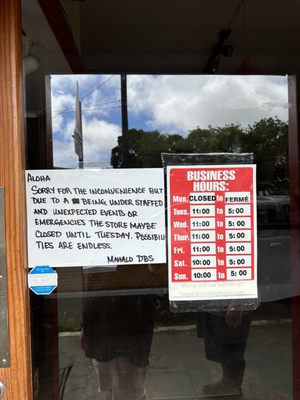 ALOHA
SORRY FOR THE INCONVENIENCE BUT
DUE TO A BEING UNDER STAFFED
AND UNEXPECTED EVENTS OR
EMERGENCIES THE STORE MAYBE
CLOSED UNTIL TUESDAY. POSSIBILI
TIES ARE ENDLESS.
MAHALO DBS
BUSINESS
HOURS:
Mon. CLOSED to FERMÉ
Tues. 11:00 to 5:00
Wed. 11:00 to 5:00
Thur. 11:00 to 5:00
Fri. 11:00 to 5:00
Sat. 10:00 to 5:00
Sun. 10:00 to 5:00